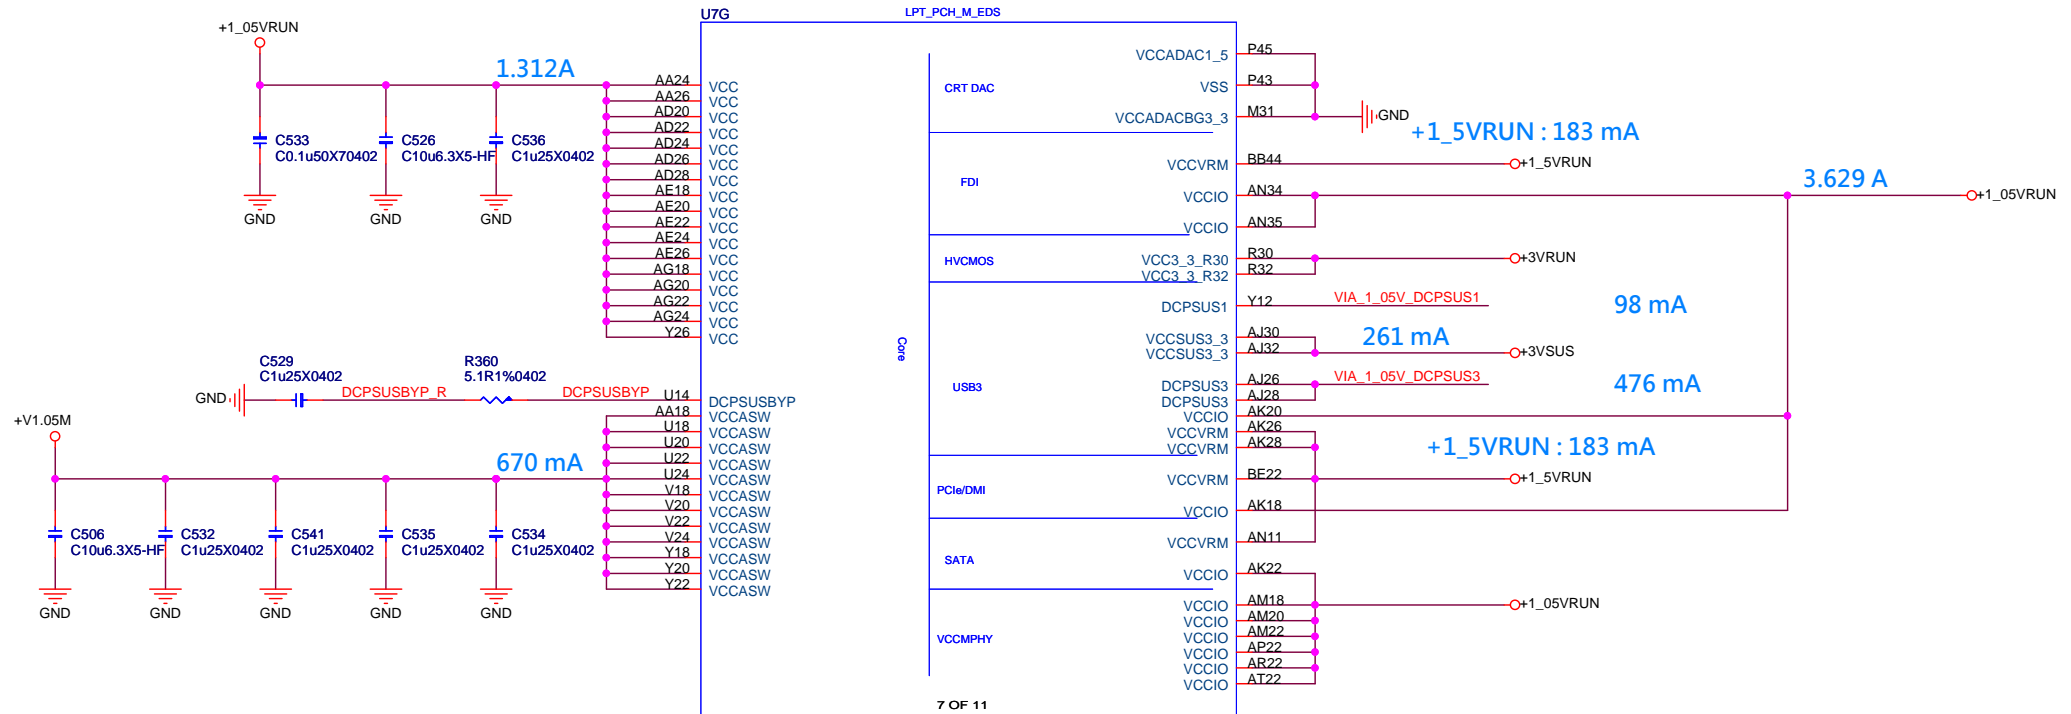 U7G
LPT_PCH_M_EDS
+1_05VRUN
1.312A
AA24 VCC
AA26 VCC
AD20 VCC
AD22 VCC
AD24 VCC
AD26 VCC
AD28 VCC
AE18 VCC
AE20 VCC
AE22 VCC
AE24 VCC
AE26 VCC
AG18 VCC
AG20 VCC
AG22 VCC
AG24 VCC
Y26 VCC
C533
C0.1u50X70402
C526
C10u6.3X5-HF
C536
C1u25X0402
GND
GND
GND
C529
C1u25X0402
R360
5.1R1%0402
GND
DCPSUSBYP_R
DCPSUSBYP
U14 DCPSUSBYP
+V1.05M
670 mA
AA18 VCCASW
U18 VCCASW
U20 VCCASW
U22 VCCASW
U24 VCCASW
V18 VCCASW
V20 VCCASW
V22 VCCASW
V24 VCCASW
Y18 VCCASW
Y20 VCCASW
Y22 VCCASW
C506
C10u6.3X5-HF
C532
C1u25X0402
C541
C1u25X0402
C535
C1u25X0402
C534
C1u25X0402
GND
GND
GND
GND
GND
Core
CRT DAC
VCCADAC1_5 P45
VSS P43
VCCADACBG3_3 M31
GND
+1_5VRUN : 183 mA
FDI
VCCVRM BB44
+1_5VRUN
VCCIO AN34
3.629 A
+1_05VRUN
VCCIO AN35
HVCMOS
VCC3_3_R30 R30
+3VRUN
VCC3_3_R32 R32
USB3
DCPSUS1 Y12
VIA_1_05V_DCPSUS1
98 mA
VCCSUS3_3 AJ30
261 mA
VCCSUS3_3 AJ32
+3VSUS
DCPSUS3 AJ26
VIA_1_05V_DCPSUS3
476 mA
DCPSUS3 AJ28
VCCIO AK20
VCCVRM AK26
VCCVRM AK28
+1_5VRUN : 183 mA
PCIe/DMI
VCCVRM BE22
+1_5VRUN
VCCIO AK18
SATA
VCCVRM AN11
VCCIO AK22
VCCMPHY
VCCIO AM18
+1_05VRUN
VCCIO AM20
VCCIO AM22
VCCIO AP22
VCCIO AR22
VCCIO AT22
7 OF 11